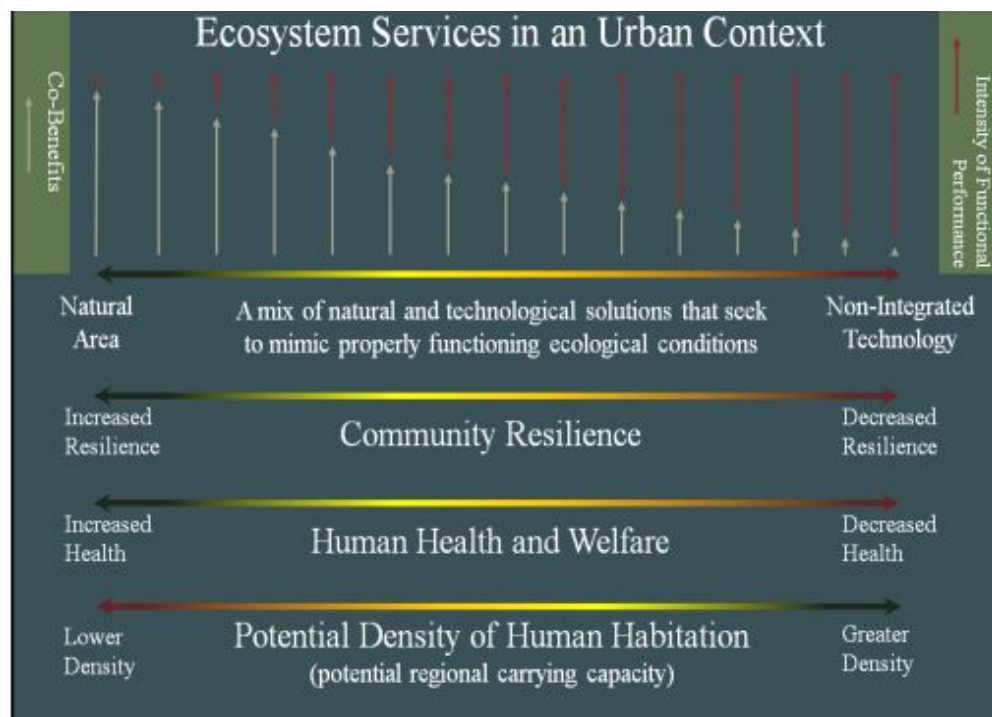 Ecosystem Services in an Urban Context
Co-Benefits
Intensity of Functional
Performance
Natural
Area
A mix of natural and technological solutions that seek
to mimic properly functioning ecological conditions
Non-Integrated
Technology
Increased
Resilience
Community Resilience
Decreased
Resilience
Increased
Health
Human Health and Welfare
Decreased
Health
Lower
Density
Potential Density of Human Habitation
(potential regional carrying capacity)
Greater
Density